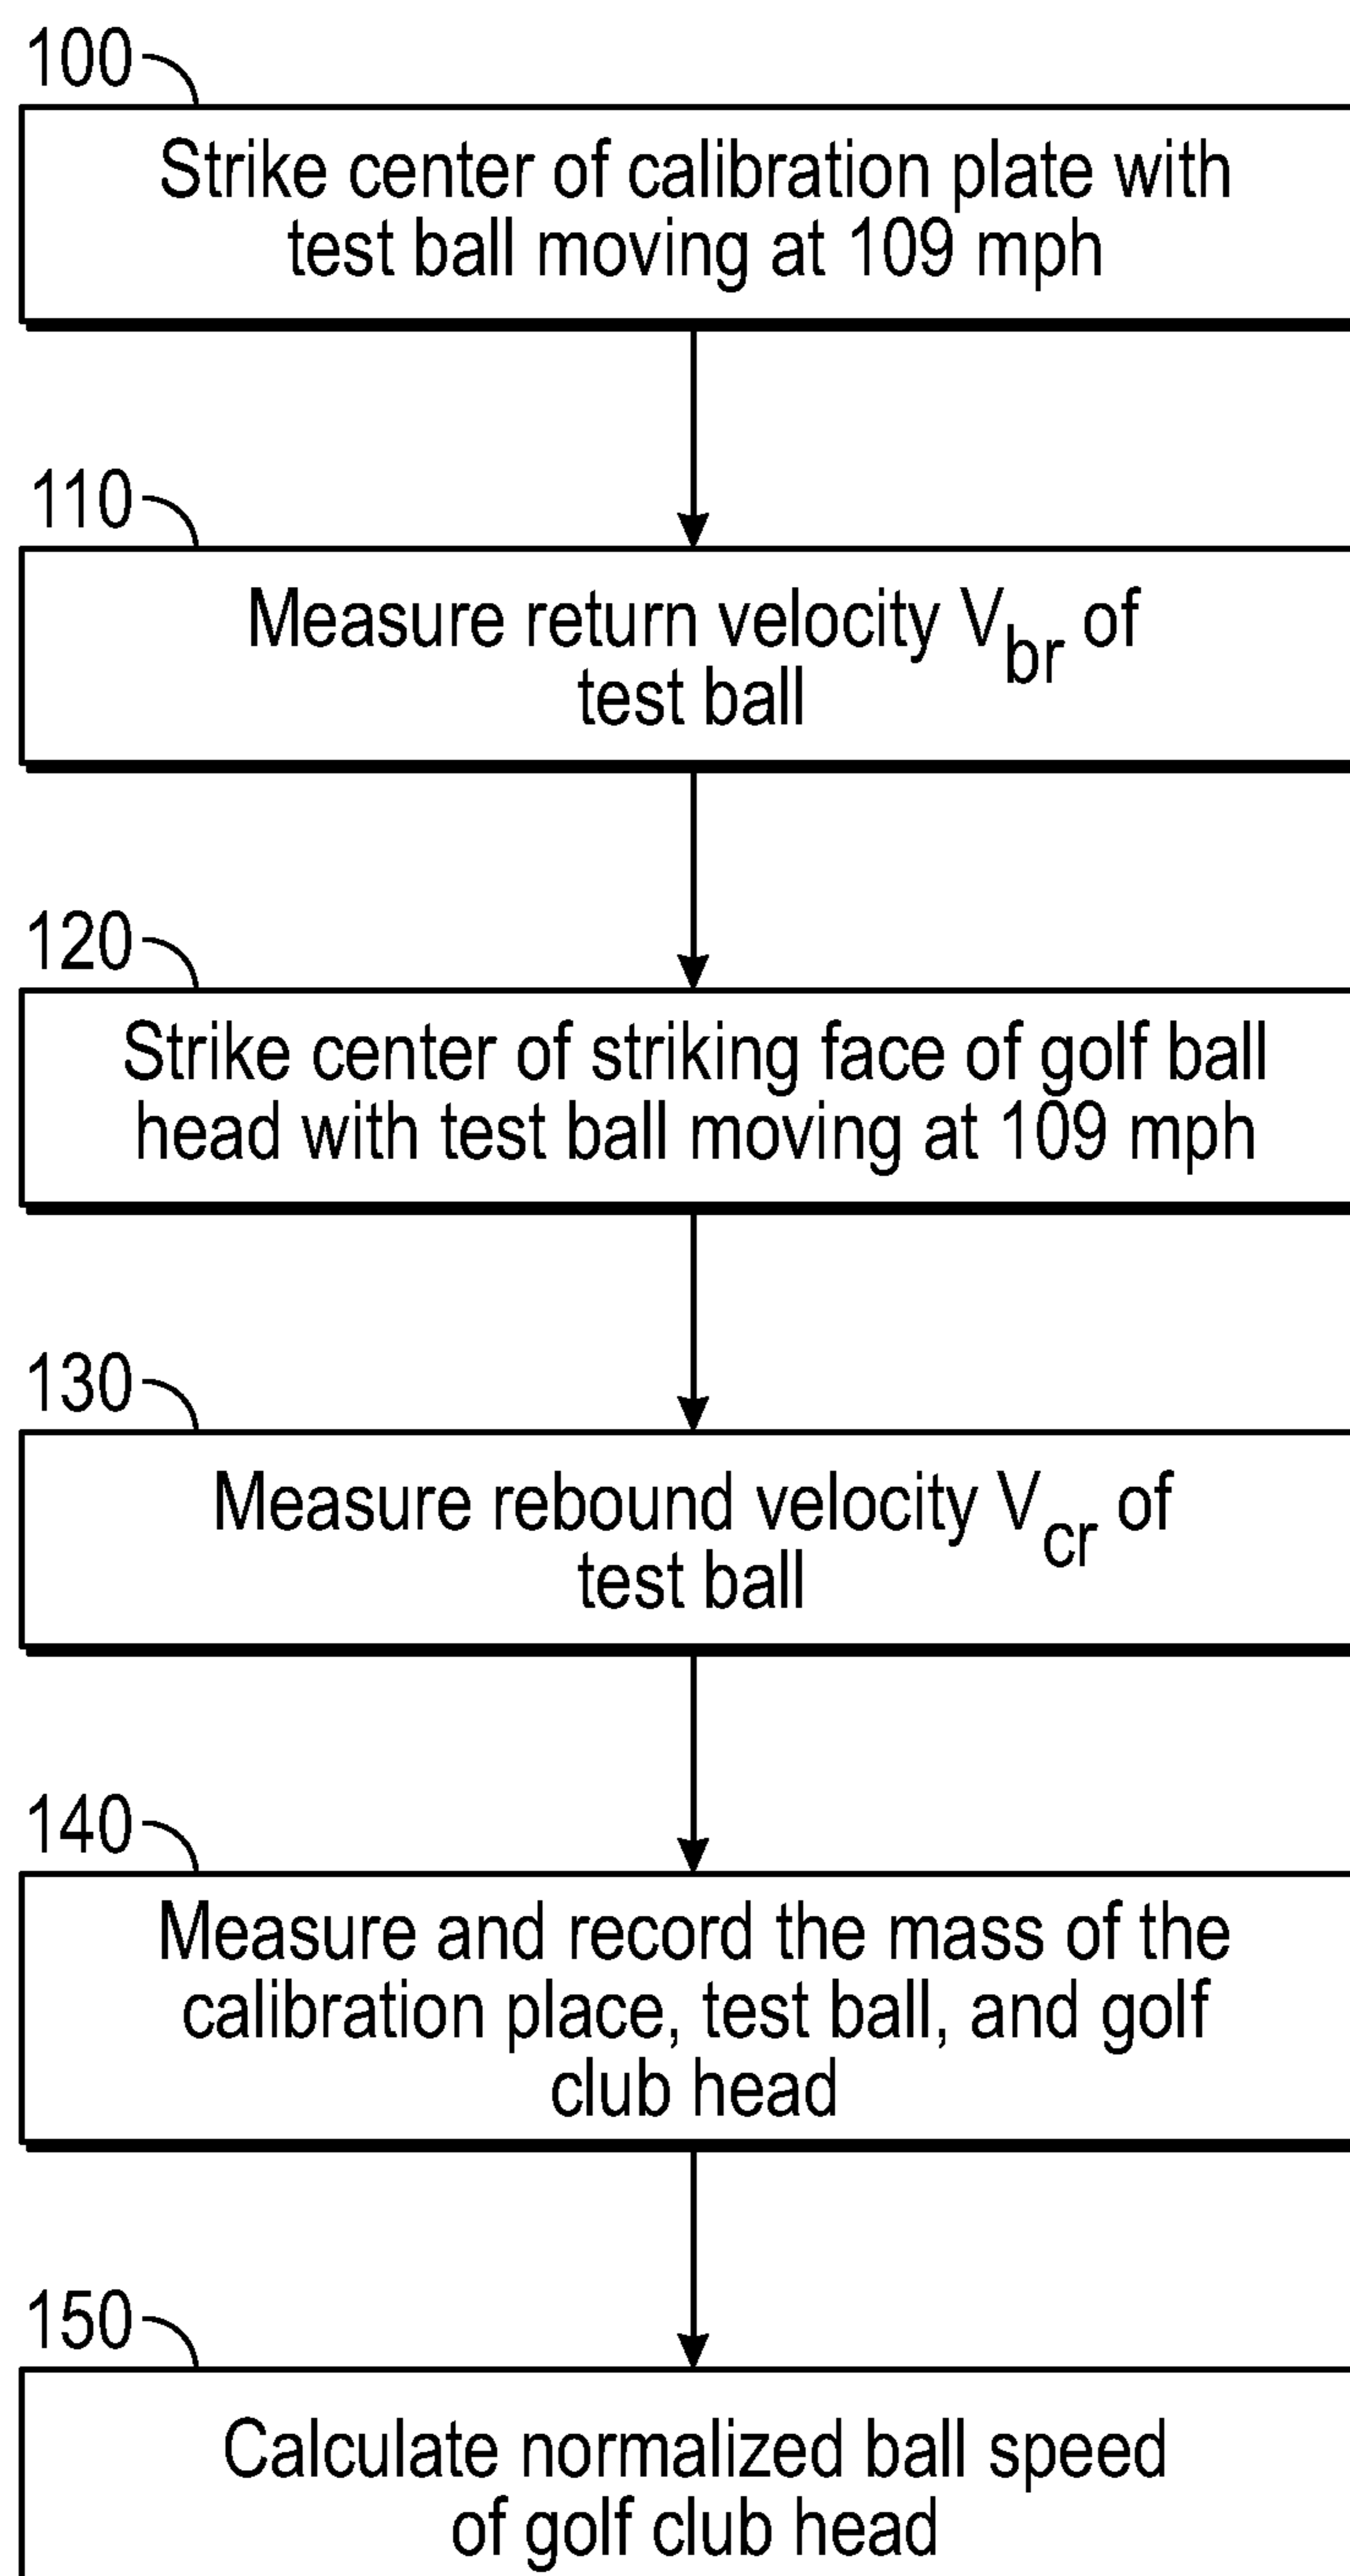 100
Strike center of calibration plate with
test ball moving at 109 mph
110
Measure return velocity V_br of
test ball
120
Strike center of striking face of golf ball
head with test ball moving at 109 mph
130
Measure rebound velocity V_cr of
test ball
140
Measure and record the mass of the
calibration place, test ball, and golf
club head
150
Calculate normalized ball speed
of golf club head